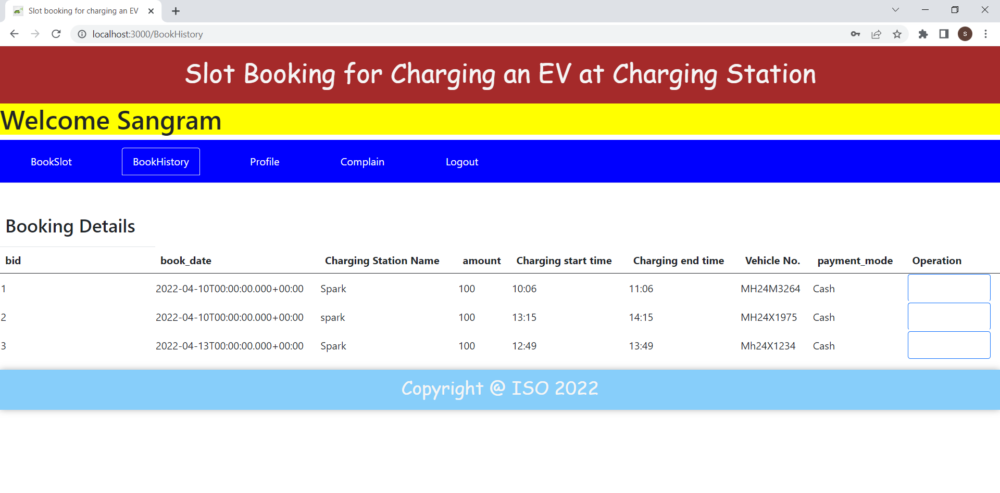 Slot booking for charging an EV
localhost:3000/BookHistory
S
Slot Booking for Charging an EV at Charging Station
Welcome Sangram
BookSlot BookHistory Profile Complain Logout
Booking Details
bid book_date Charging Station Name amount Charging start time Charging end time Vehicle No. payment_mode Operation
1 2022-04-10T00:00:00.000+00:00 Spark 100 10:06 11:06 MH24M3264 Cash
2 2022-04-10T00:00:00.000+00:00 spark 100 13:15 14:15 MH24X1975 Cash
3 2022-04-13T00:00:00.000+00:00 Spark 100 12:49 13:49 Mh24X1234 Cash
Copyright @ ISO 2022